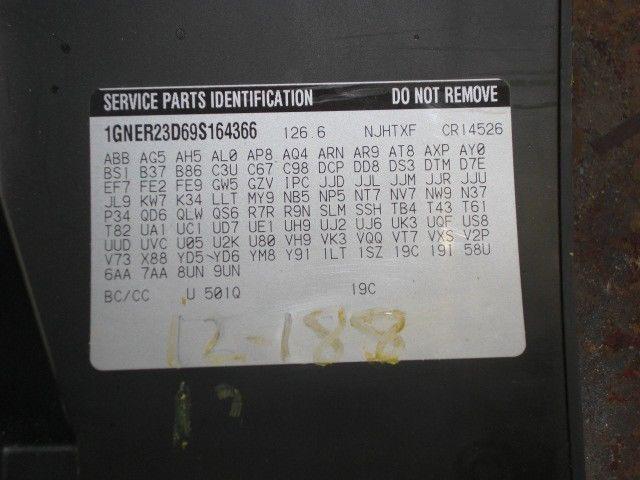 SERVICE PARTS IDENTIFICATION DO NOT REMOVE
1GNER23D69S164366 126.6 NJHTXF CR14526
ABB AG5 AH5 AL0 AP8 AQ4 ARN AR9 AT8 AXP AY0
BS1 B37 B86 C3U C67 C98 DCP DD8 DS3 DTM D7E
EF7 FE2 FE9 GW5 GZV IPC JJD JJL JJM JJR JJU
JL9 KW7 K34 LLT MY9 NB5 NP5 NT7 NV7 NW9 N37
P34 QD6 QLW QS6 R7R R9N SLM SSH TB4 T43 T61
T82 UA1 UC1 UD7 UE1 UH9 UJ2 UJ6 UK3 UQF US8
UUD UVC U05 U2K U80 VH9 VK3 VQQ VT7 VXS V2P
V73 X88 YD5 YD6 YM8 Y91 1LT 1SZ 19C 19I 58U
6AA 7AA 8UN 9UN
BC/CC U 501Q 19C
12-188
12